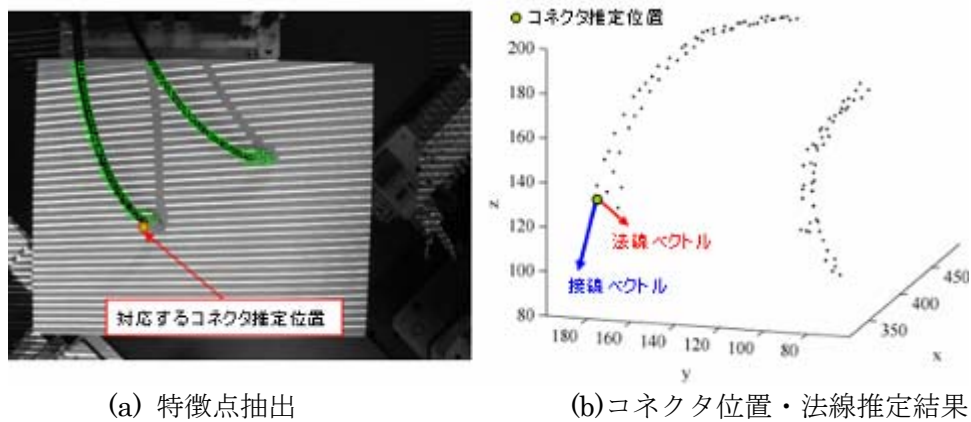 対応するコネクタ推定位置
(a) 特徴点抽出
コネクタ推定位置
200
180
160
140
120
100
80
z
法線ベクトル
接線ベクトル
180
160
140
120
100
80
y
350
400
450
x
(b)コネクタ位置・法線推定結果